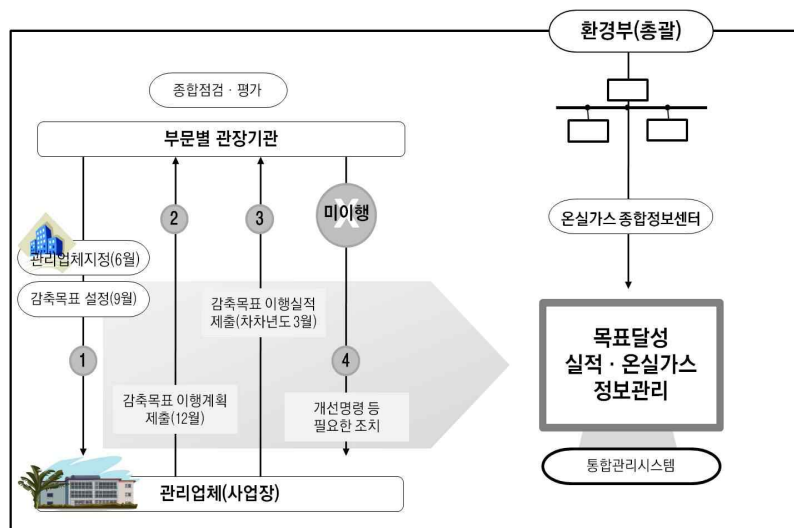 환경부(총괄)
종합점검 · 평가
부문별 관장기관
2
3
X
미이행
온실가스 종합정보센터
관리업체지정(6월)
감축목표 설정(9월)
감축목표 이행실적
제출(차차년도 3월)
1
4
목표달성
실적 · 온실가스
정보관리
감축목표 이행계획
제출(12월)
개선명령 등
필요한 조치
통합관리시스템
관리업체(사업장)